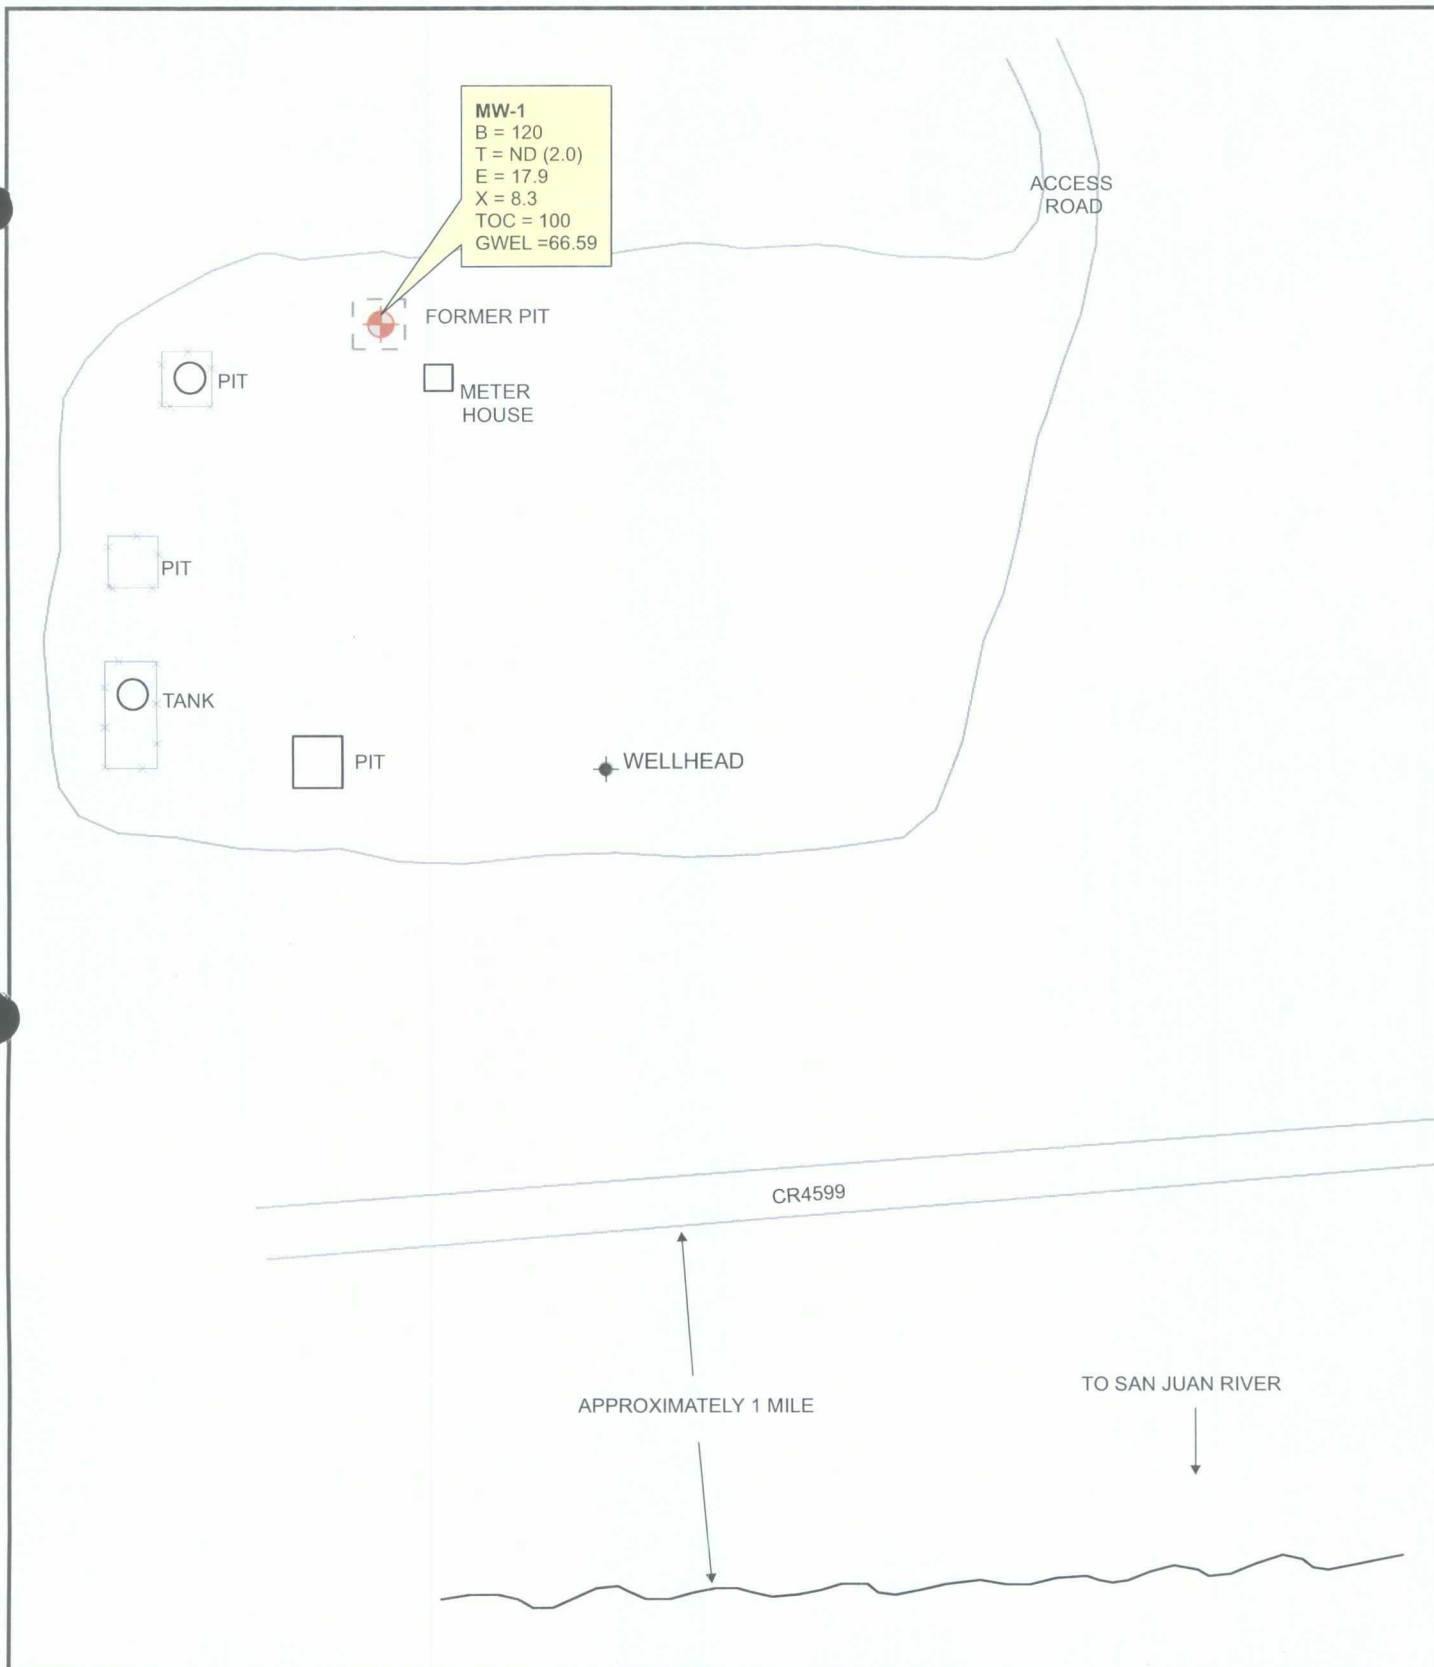 MW-1
B = 120
T = ND (2.0)
E = 17.9
X = 8.3
TOC = 100
GWEL =66.59
ACCESS
ROAD
FORMER PIT
PIT
METER
HOUSE
PIT
TANK
PIT
WELLHEAD
CR4599
APPROXIMATELY 1 MILE
TO SAN JUAN RIVER